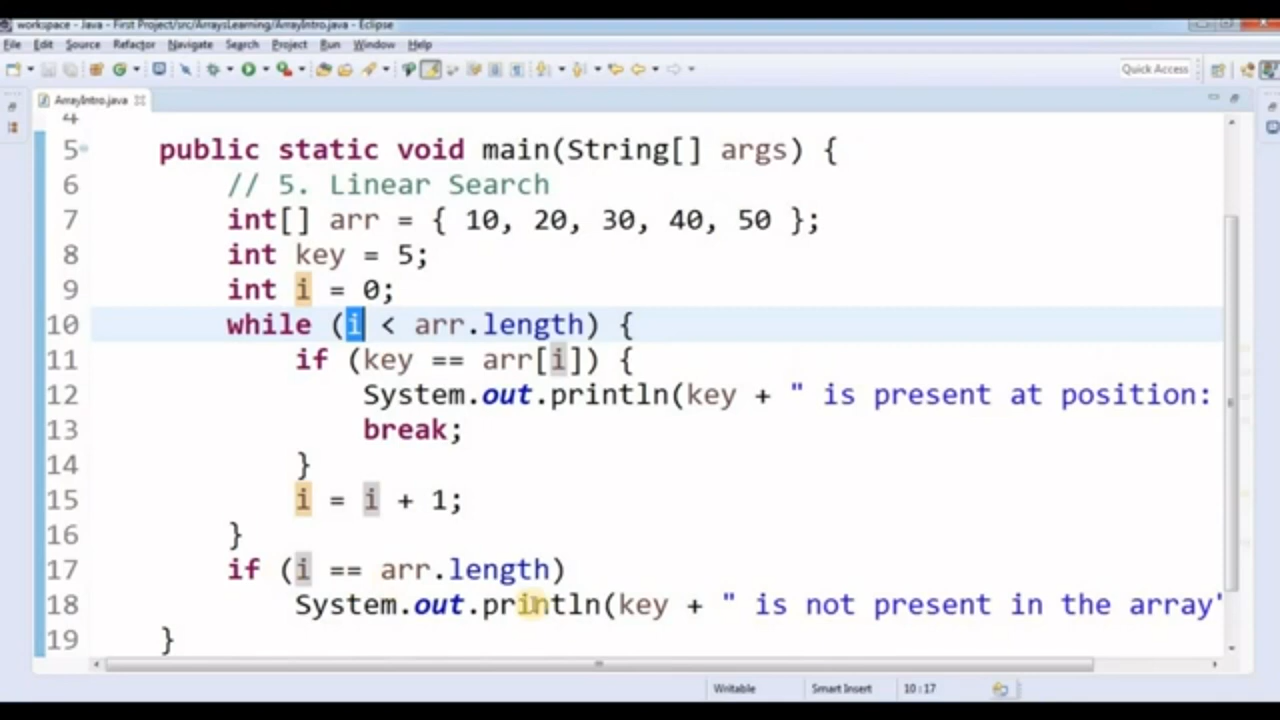 workspace - Java - First Project/src/ArraysLearning/ArrayIntro.java - Eclipse
File Edit Source Refactor Navigate Search Project Run Window Help
Quick Access
ArrayIntro.java
4
5 public static void main(String[] args) {
6 // 5. Linear Search
7 int[] arr = { 10, 20, 30, 40, 50 };
8 int key = 5;
9 int i = 0;
10 while (i < arr.length) {
11 if (key == arr[i]) {
12 System.out.println(key + " is present at position:
13 break;
14 }
15 i = i + 1;
16 }
17 if (i == arr.length)
18 System.out.println(key + " is not present in the array"
19 }
Writable Smart Insert 10:17